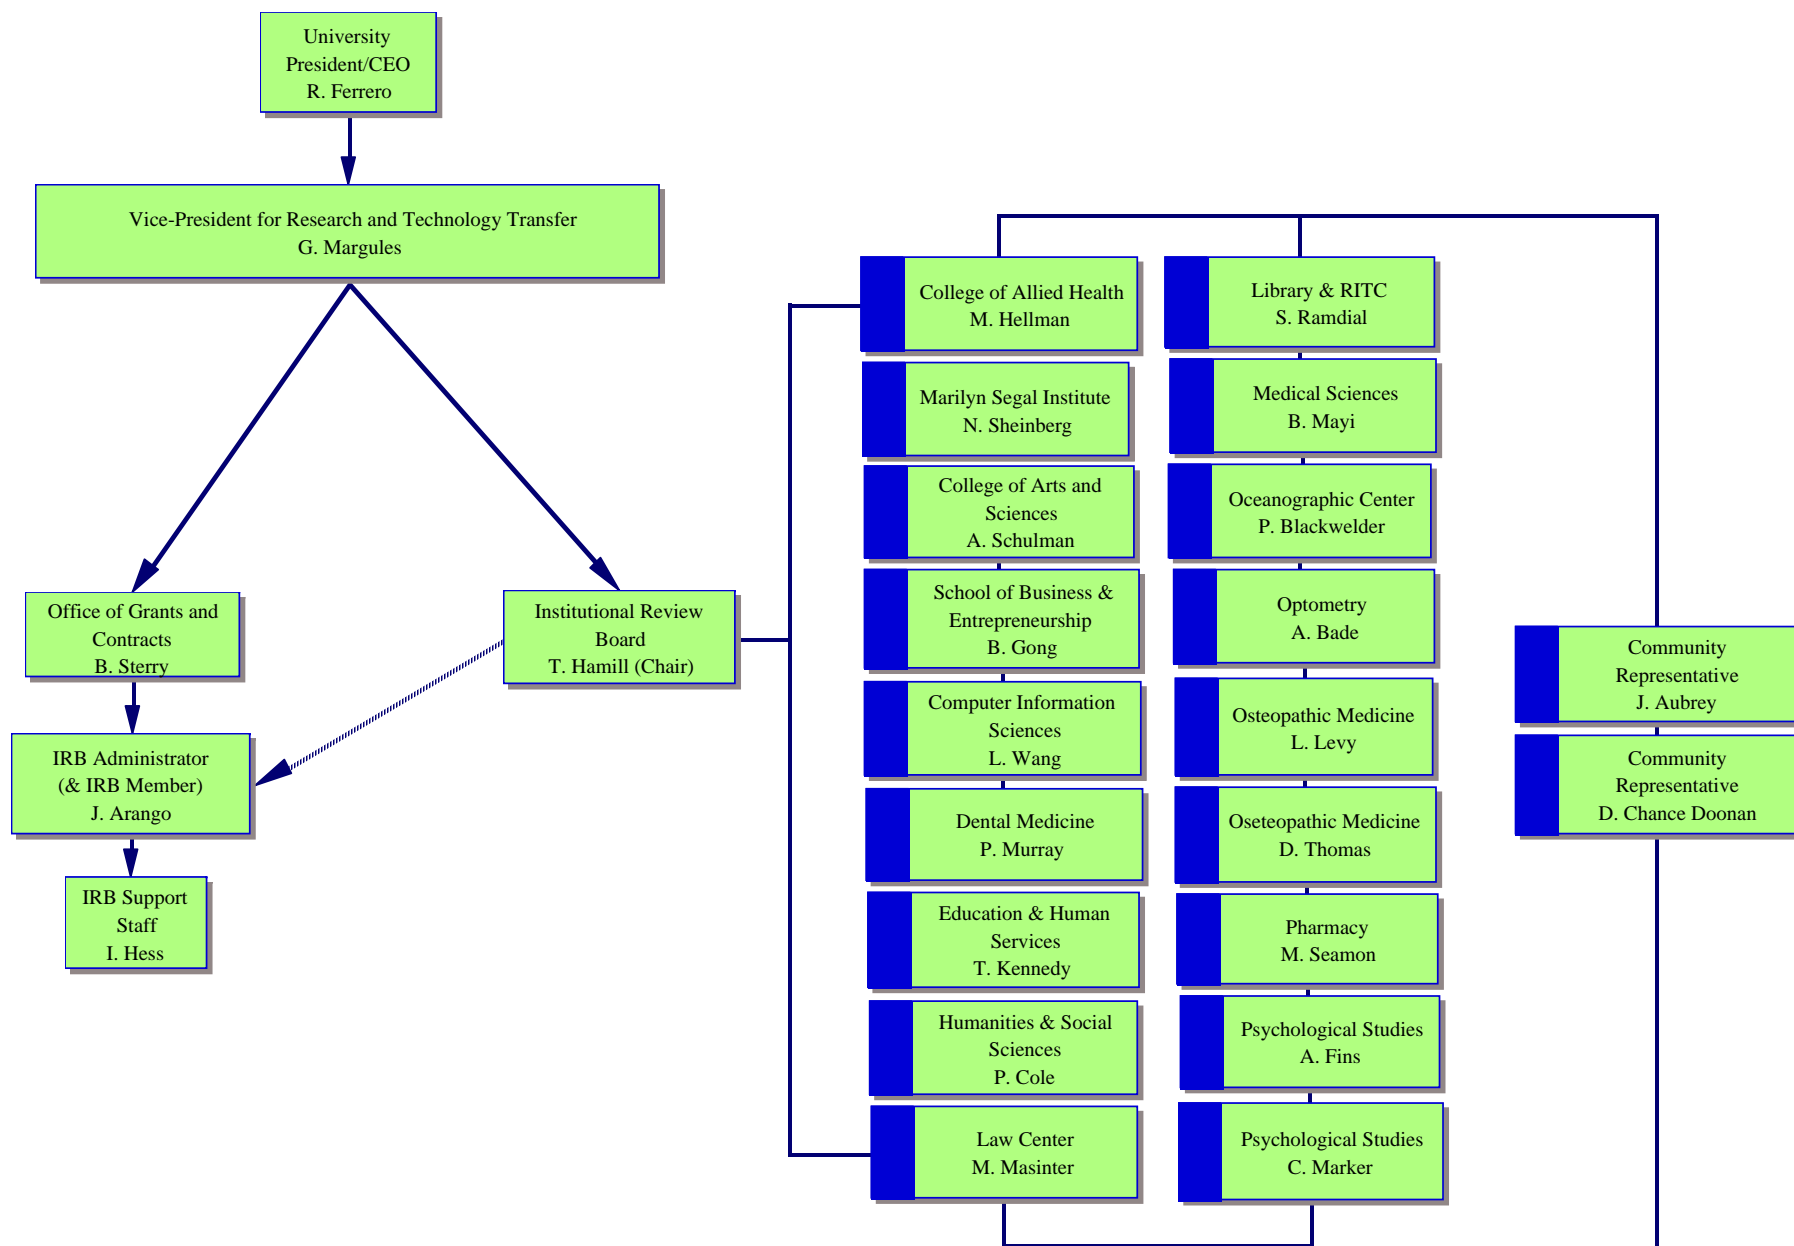 University
President/CEO
R. Ferrero
Vice-President for Research and Technology Transfer
G. Margules
Office of Grants and
Contracts
B. Sterry
IRB Administrator
(& IRB Member)
J. Arango
IRB Support
Staff
I. Hess
Institutional Review
Board
T. Hamill (Chair)
College of Allied Health
M. Hellman
Marilyn Segal Institute
N. Sheinberg
College of Arts and
Sciences
A. Schulman
School of Business &
Entrepreneurship
B. Gong
Computer Information
Sciences
L. Wang
Dental Medicine
P. Murray
Education & Human
Services
T. Kennedy
Humanities & Social
Sciences
P. Cole
Law Center
M. Masinter
Library & RITC
S. Ramdial
Medical Sciences
B. Mayi
Oceanographic Center
P. Blackwelder
Optometry
A. Bade
Osteopathic Medicine
L. Levy
Oseteopathic Medicine
D. Thomas
Pharmacy
M. Seamon
Psychological Studies
A. Fins
Psychological Studies
C. Marker
Community
Representative
J. Aubrey
Community
Representative
D. Chance Doonan